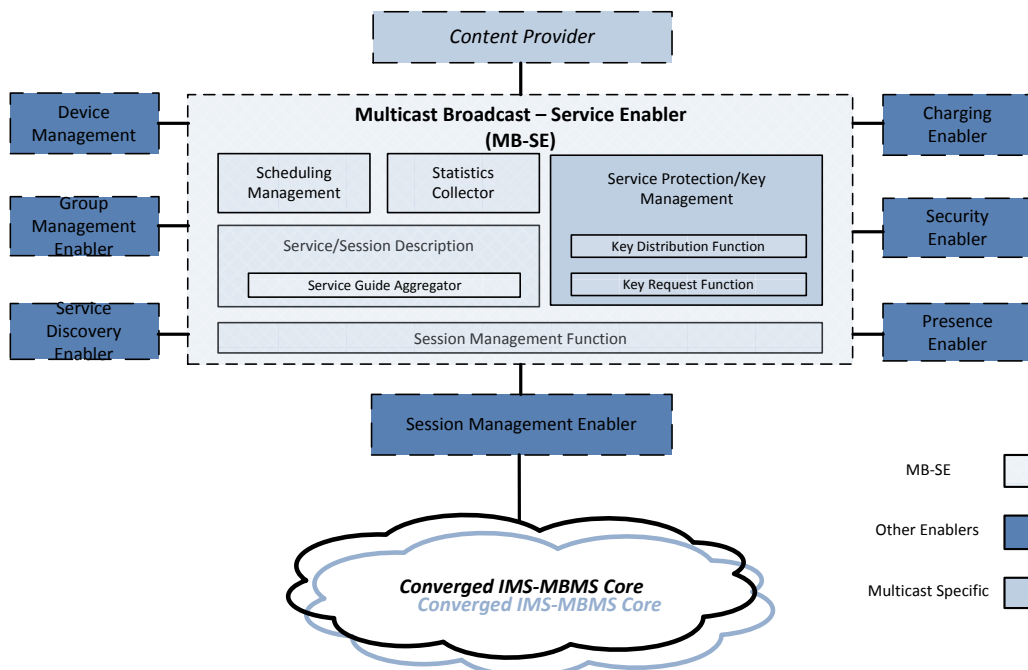 Content Provider
Device
Management
Multicast Broadcast – Service Enabler
(MB-SE)
Charging
Enabler
Scheduling
Management
Statistics
Collector
Service Protection/Key
Management
Group
Management
Enabler
Security
Enabler
Service/Session Description
Key Distribution Function
Service Guide Aggregator
Key Request Function
Service
Discovery
Enabler
Session Management Function
Presence
Enabler
Session Management Enabler
MB-SE
Other Enablers
Multicast Specific
Converged IMS-MBMS Core
Converged IMS-MBMS Core